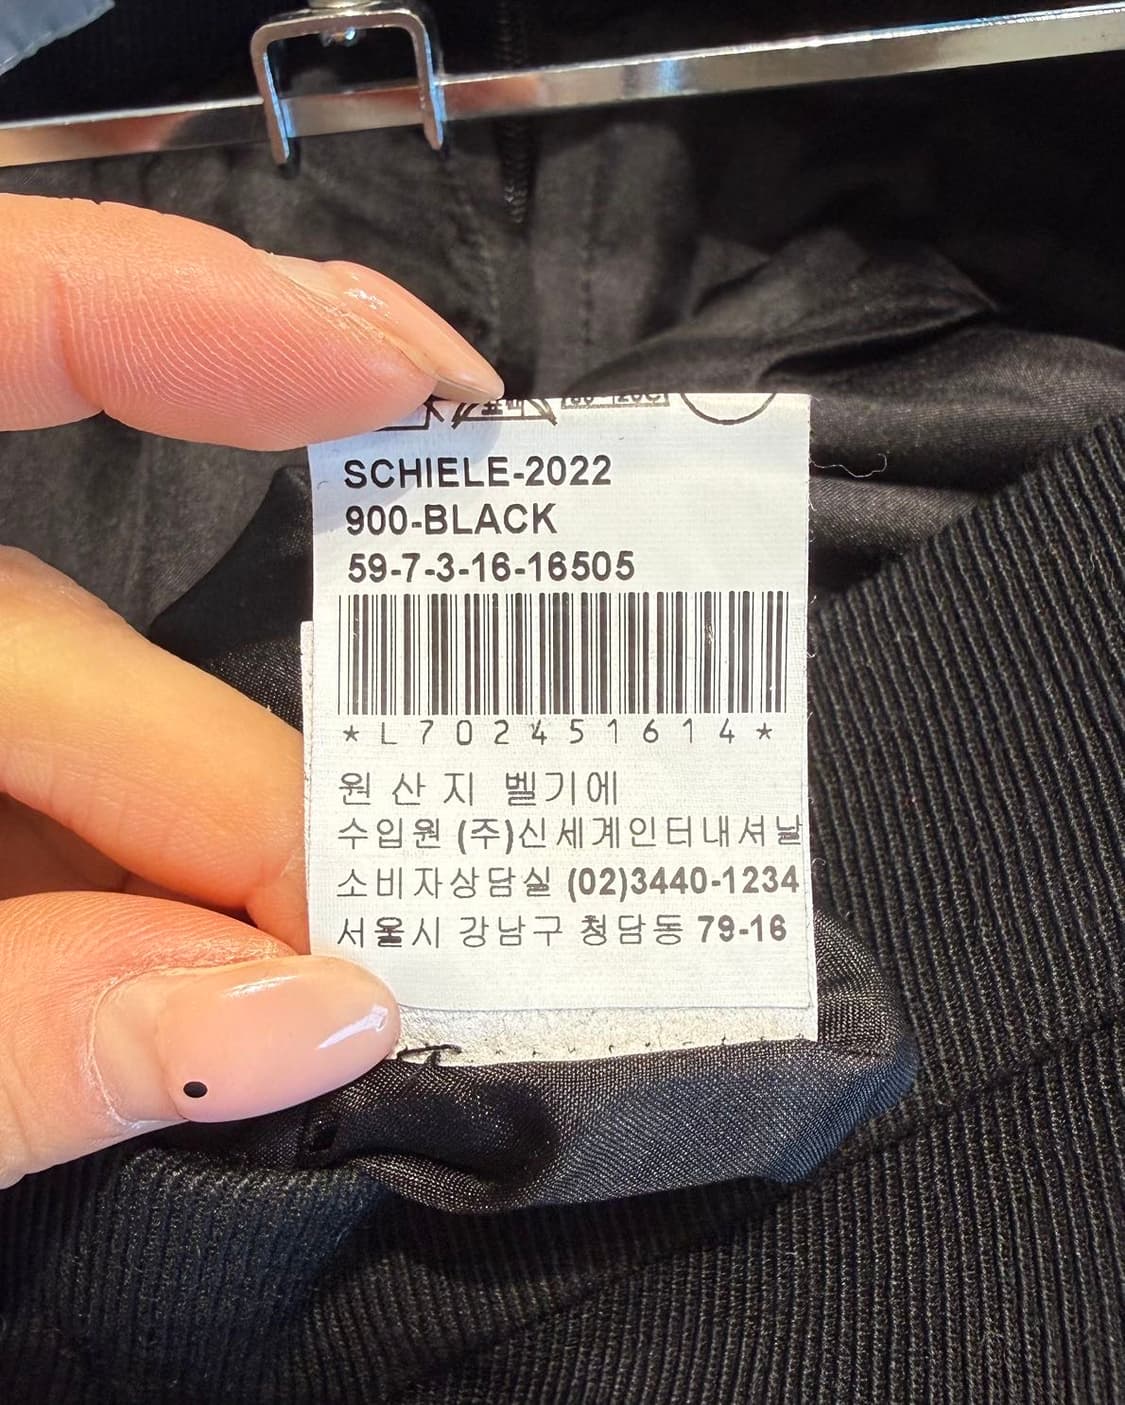 SCHIELE-2022
900-BLACK
59-7-3-16-16505
*L702451614*
원산지 벨기에
수입원 (주)신세계인터내셔날
소비자상담실 (02)3440-1234
서울시 강남구 청담동 79-16